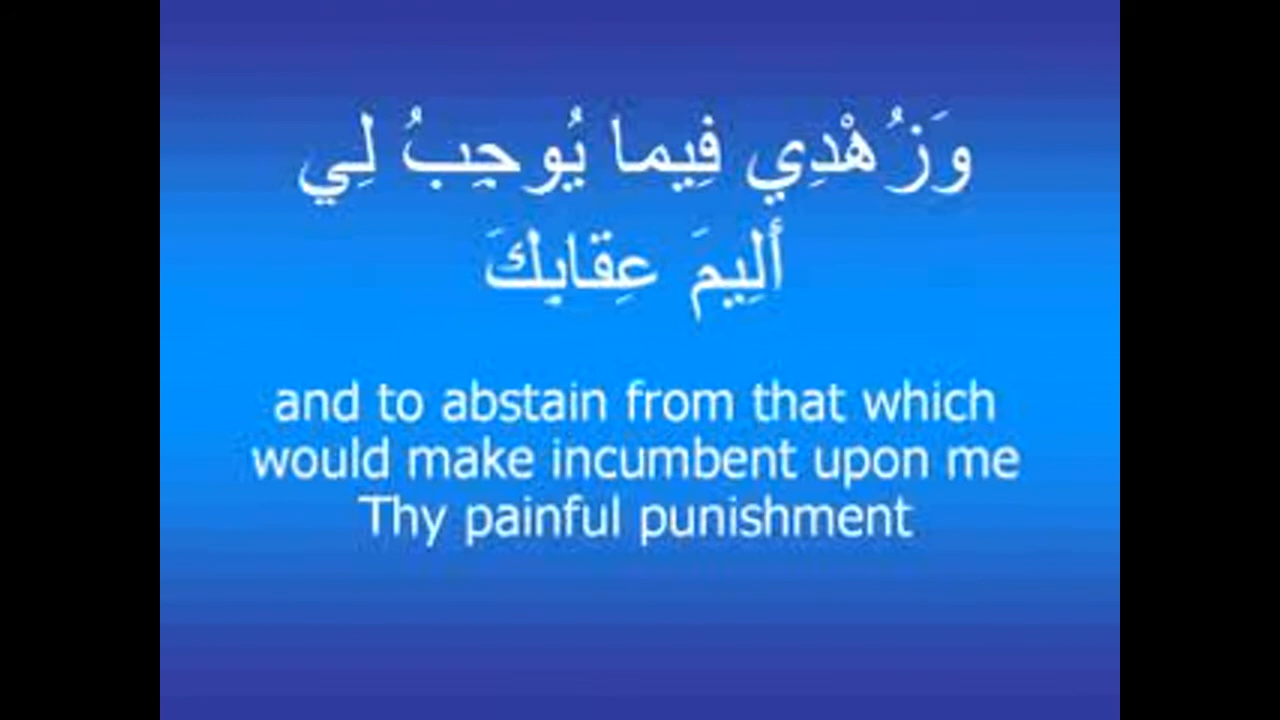 وَزُهْدِي فِيما يُوجِبُ لِي
أَلِيمَ عِقابِكَ
and to abstain from that which
would make incumbent upon me
Thy painful punishment